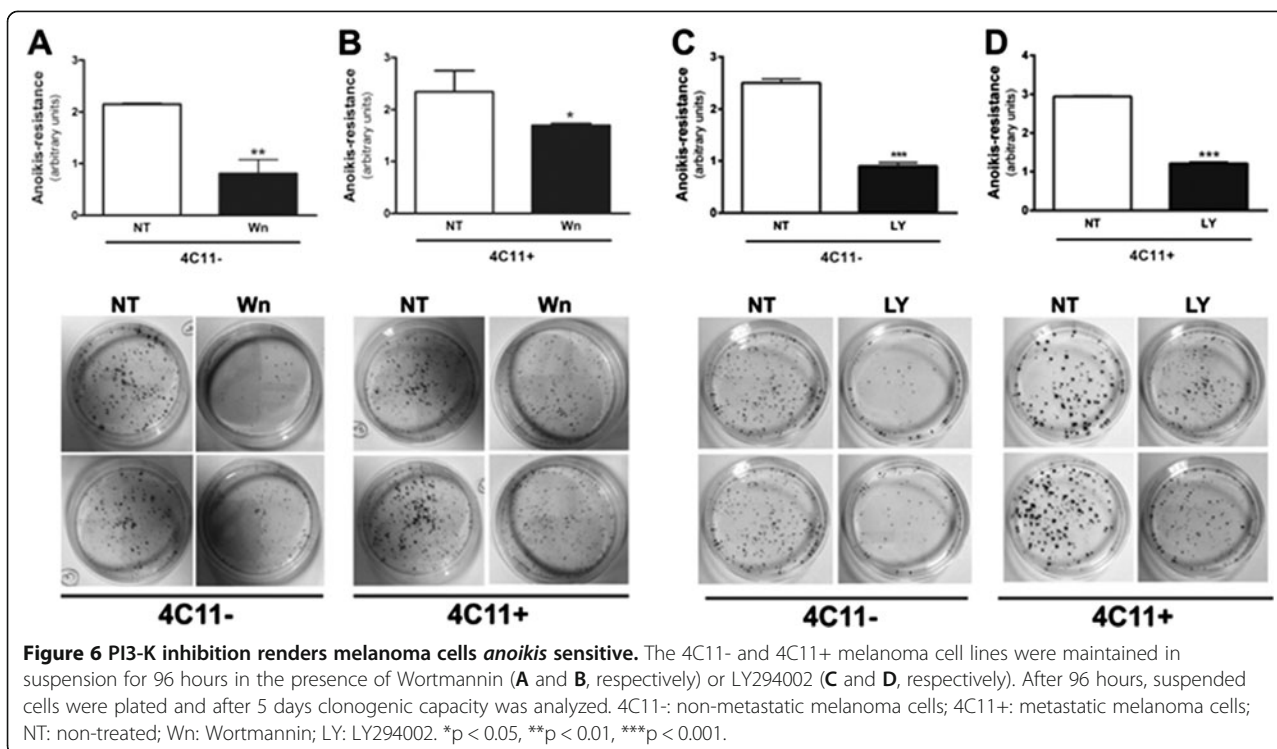 A
B
C
D
Anoikis-resistance
(arbitrary units)
3
2
1
0
**
NT
Wn
4C11-
Anoikis-resistance
(arbitrary units)
3
2
1
0
*
NT
Wn
4C11+
Anoikis-resistance
(arbitrary units)
3
2
1
0
***
NT
LY
4C11-
Anoikis-resistance
(arbitrary units)
4
3
2
1
0
***
NT
LY
4C11+
NT
Wn
NT
Wn
NT
LY
NT
LY
4C11-
4C11+
4C11-
4C11+
Figure 6 PI3-K inhibition renders melanoma cells anoikis sensitive. The 4C11- and 4C11+ melanoma cell lines were maintained in
suspension for 96 hours in the presence of Wortmannin (A and B, respectively) or LY294002 (C and D, respectively). After 96 hours, suspended
cells were plated and after 5 days clonogenic capacity was analyzed. 4C11-: non-metastatic melanoma cells; 4C11+: metastatic melanoma cells;
NT: non-treated; Wn: Wortmannin; LY: LY294002. *p < 0.05, **p < 0.01, ***p < 0.001.